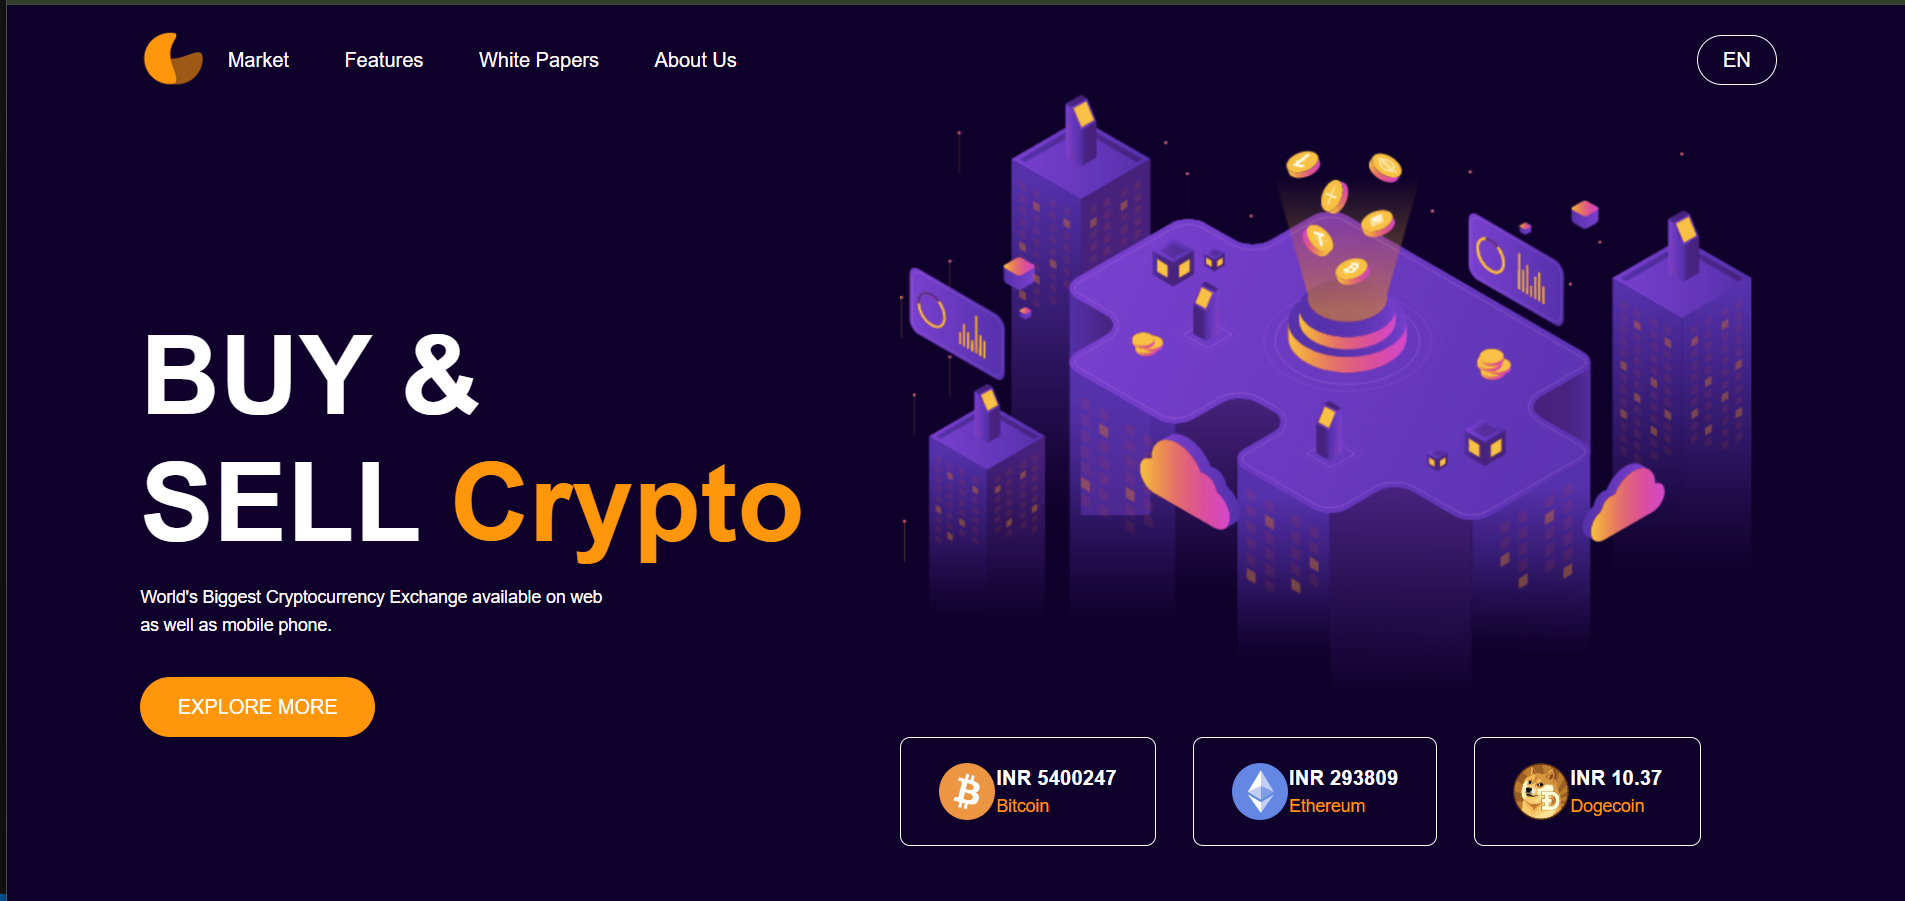 Market Features White Papers About Us EN
BUY &
SELL Crypto
World's Biggest Cryptocurrency Exchange available on web
as well as mobile phone.
EXPLORE MORE
INR 5400247
Bitcoin
INR 293809
Ethereum
INR 10.37
Dogecoin